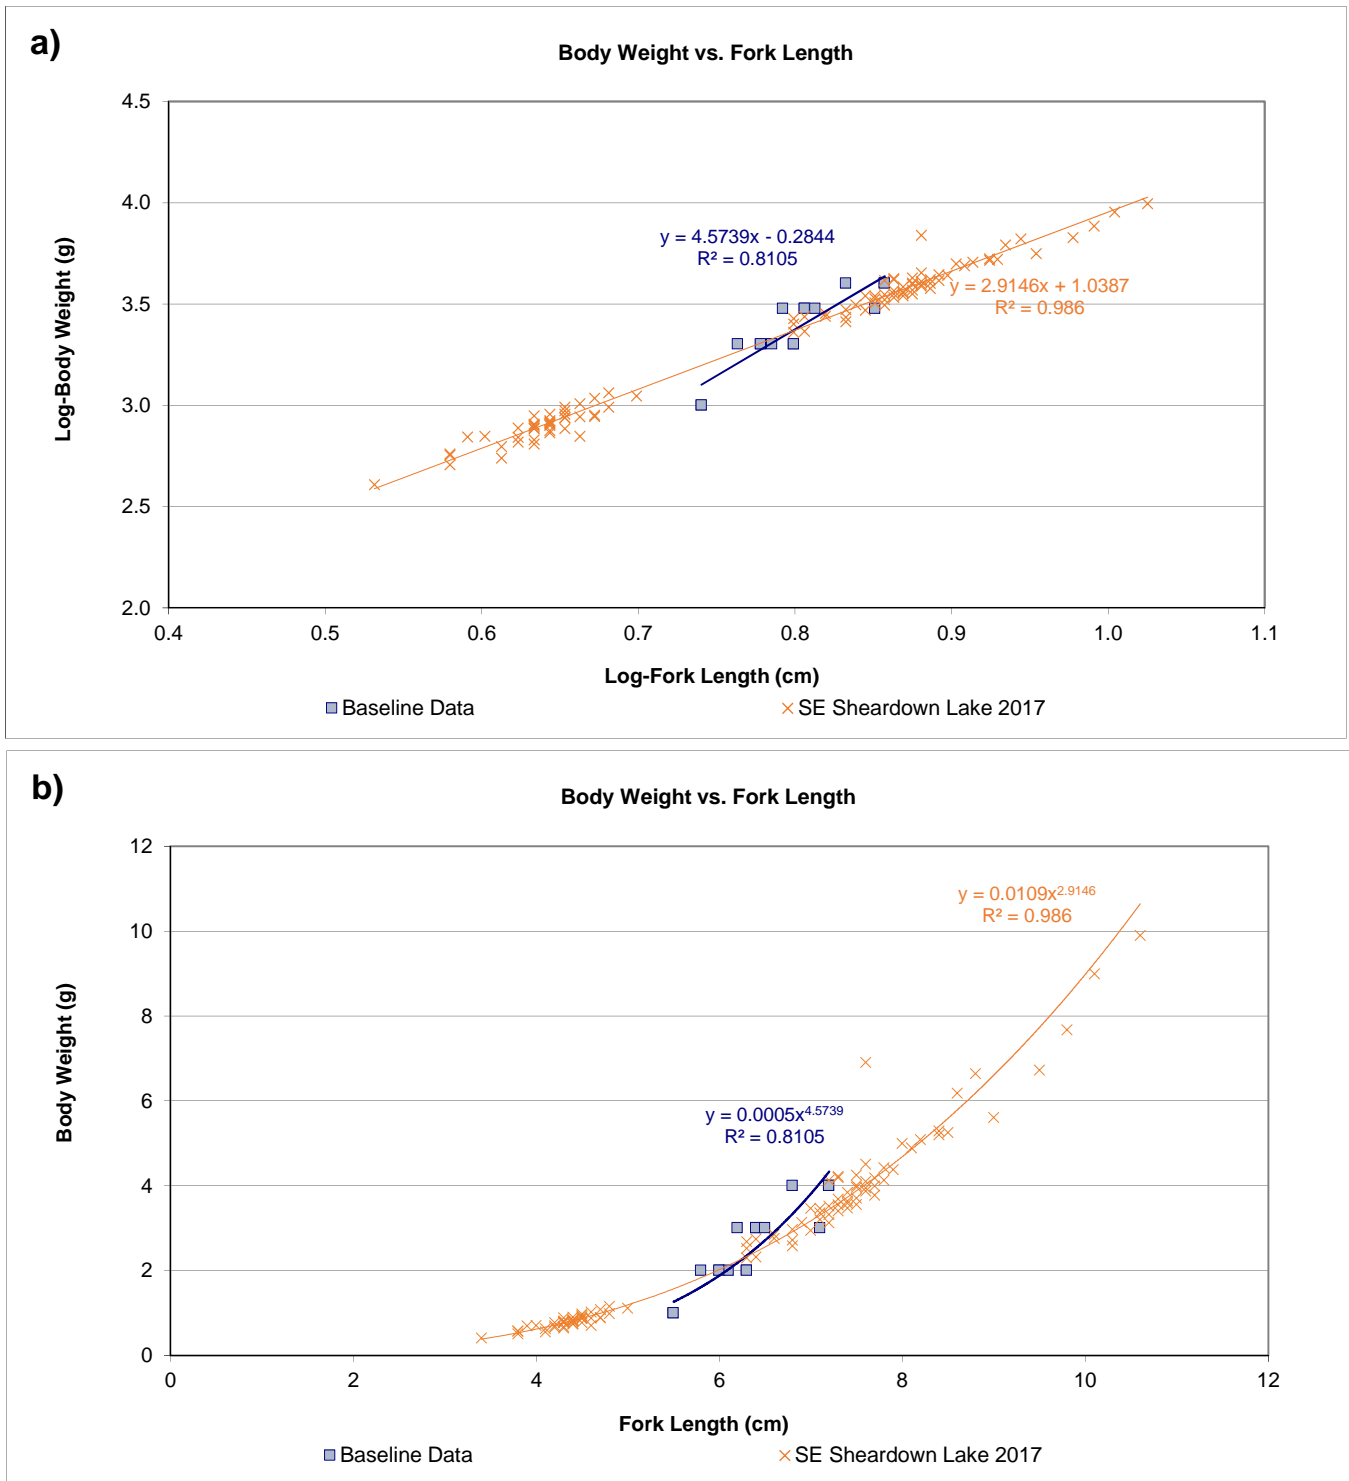 a)
Body Weight vs. Fork Length
4.5
4.0
y = 4.5739x - 0.2844
R² = 0.8105
3.5
y = 2.9146x + 1.0387
R² = 0.986
3.0
2.5
2.0
Log-Body Weight (g)
0.4 0.5 0.6 0.7 0.8 0.9 1.0 1.1
Log-Fork Length (cm)
Baseline Data SE Sheardown Lake 2017
b)
Body Weight vs. Fork Length
12
y = 0.0109x^2.9146
R² = 0.986
10
8
6
y = 0.0005x^4.5739
R² = 0.8105
4
2
0
Body Weight (g)
0 2 4 6 8 10 12
Fork Length (cm)
Baseline Data SE Sheardown Lake 2017